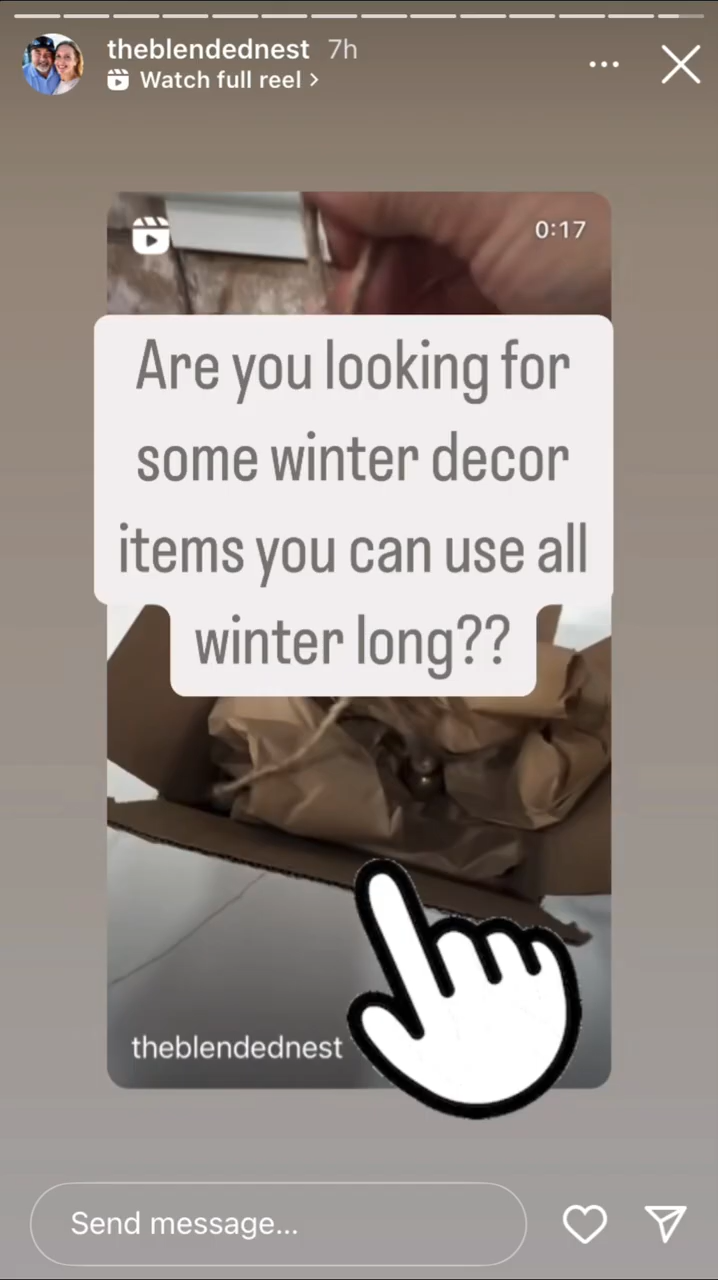 theblendednest 7h
Watch full reel >
0:17
Are you looking for
some winter decor
items you can use all
winter long??
theblendednest
Send message...